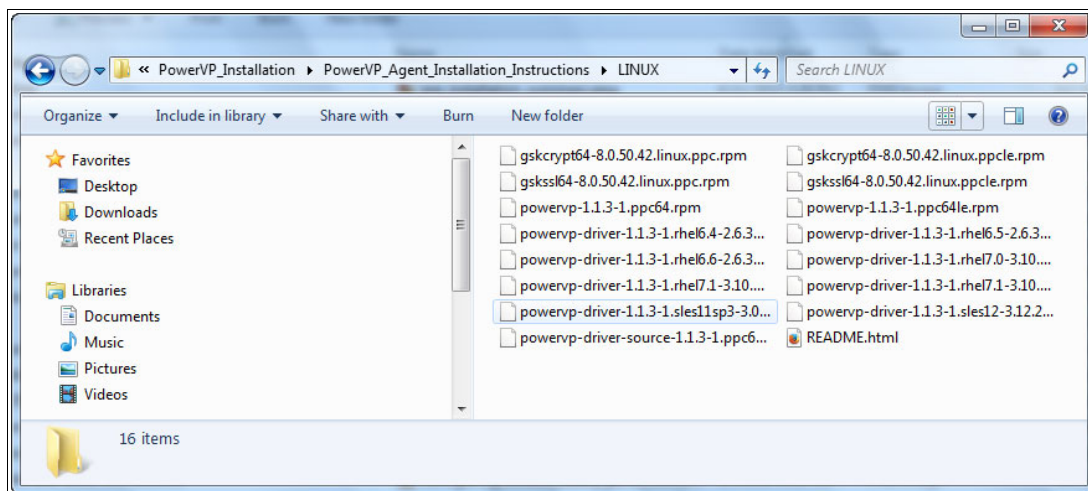 « PowerVP_Installation ▸ PowerVP_Agent_Installation_Instructions ▸ LINUX
Search LINUX
Organize
Include in library
Share with
Burn
New folder
Favorites
Desktop
Downloads
Recent Places
Libraries
Documents
Music
Pictures
Videos
gskcrypt64-8.0.50.42.linux.ppc.rpm
gskcrypt64-8.0.50.42.linux.ppcle.rpm
gskssl64-8.0.50.42.linux.ppc.rpm
gskssl64-8.0.50.42.linux.ppcle.rpm
powervp-1.1.3-1.ppc64.rpm
powervp-1.1.3-1.ppc64le.rpm
powervp-driver-1.1.3-1.rhel6.4-2.6.3...
powervp-driver-1.1.3-1.rhel6.5-2.6.3...
powervp-driver-1.1.3-1.rhel6.6-2.6.3...
powervp-driver-1.1.3-1.rhel7.0-3.10....
powervp-driver-1.1.3-1.rhel7.1-3.10....
powervp-driver-1.1.3-1.rhel7.1-3.10....
powervp-driver-1.1.3-1.sles11sp3-3.0...
powervp-driver-1.1.3-1.sles12-3.12.2...
powervp-driver-source-1.1.3-1.ppc6...
README.html
16 items